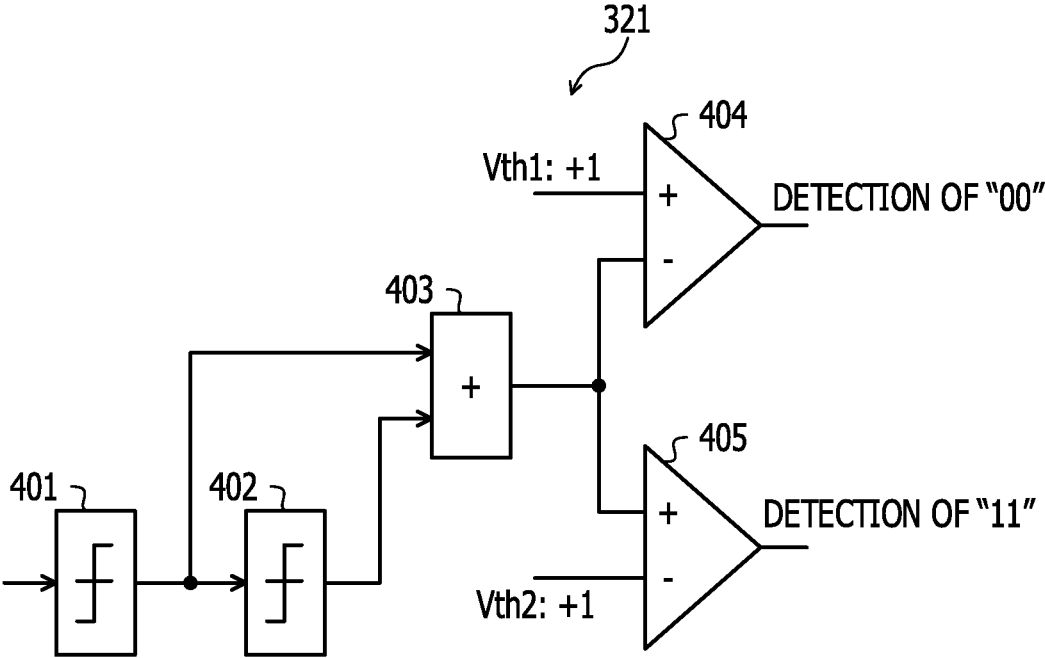 321
404
Vth1: +1
+
DETECTION OF “00”
-
403
+
405
401
402
+
DETECTION OF “11”
-
Vth2: +1